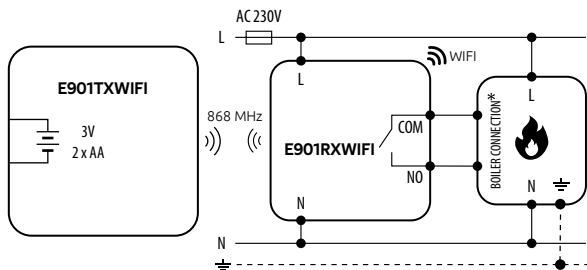 AC 230V
L
WIFI
E901TXWIFI
3V
2 x AA
868 MHz
L
COM
E901RXWIFI
NO
N
BOILER CONNECTION*
L
N
N